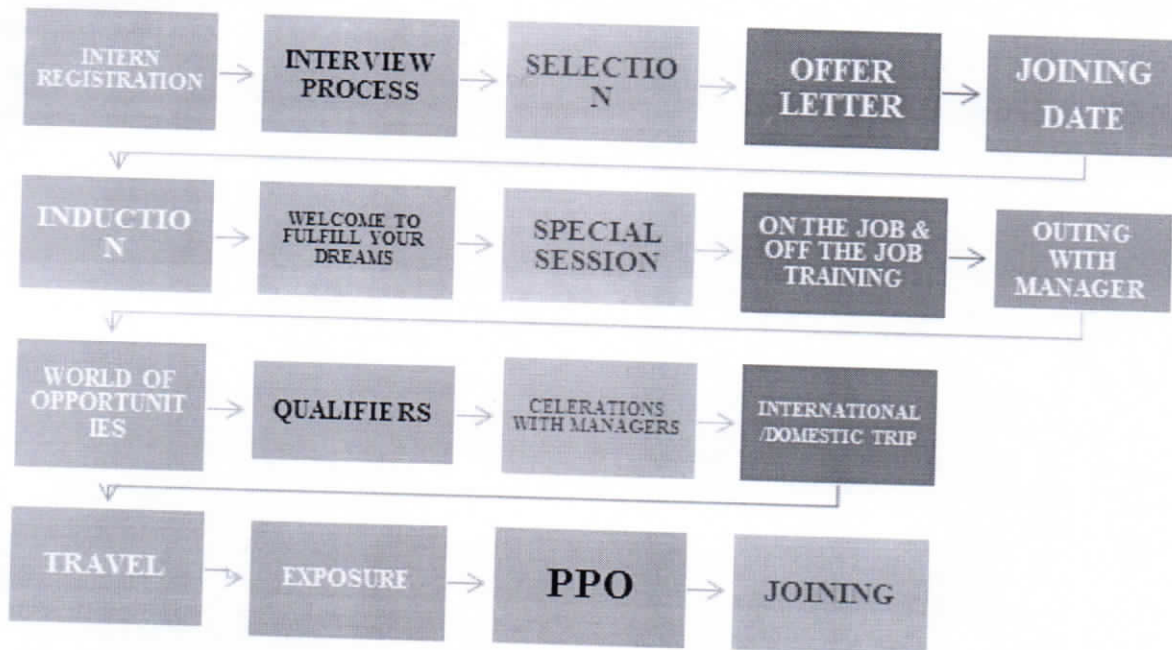 INTERN
REGISTRATION
INTERVIEW
PROCESS
SELECTIO
N
OFFER
LETTER
JOINING
DATE
INDUCTIO
N
WELCOME TO
FULFILL YOUR
DREAMS
SPECIAL
SESSION
ON THE JOB &
OFF THE JOB
TRAINING
OUTING
WITH
MANAGER
WORLD OF
OPPORTUNIT
IES
QUALIFIERS
CELERATIONS
WITH MANAGERS
INTERNATIONAL
/DOMESTIC TRIP
TRAVEL
EXPOSURE
PPO
JOINING